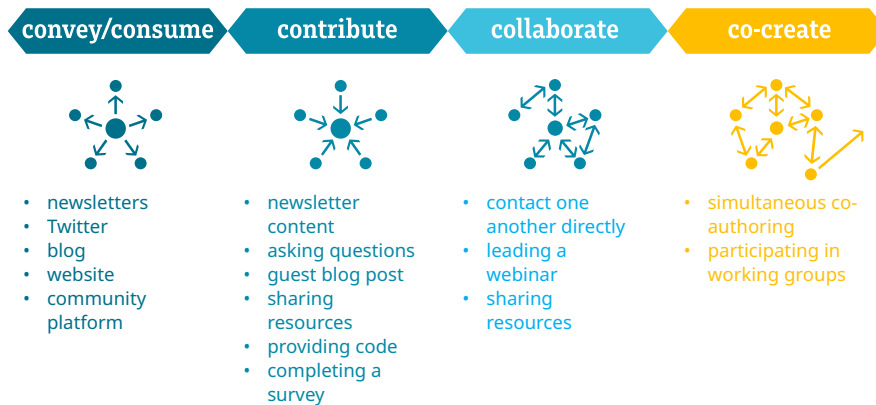 convey/consume
contribute
collaborate
co-create
• newsletters
• Twitter
• blog
• website
• community
platform
• newsletter
content
• asking questions
• guest blog post
• sharing
resources
• providing code
• completing a
survey
• contact one
another directly
• leading a
webinar
• sharing
resources
• simultaneous co-
authoring
• participating in
working groups